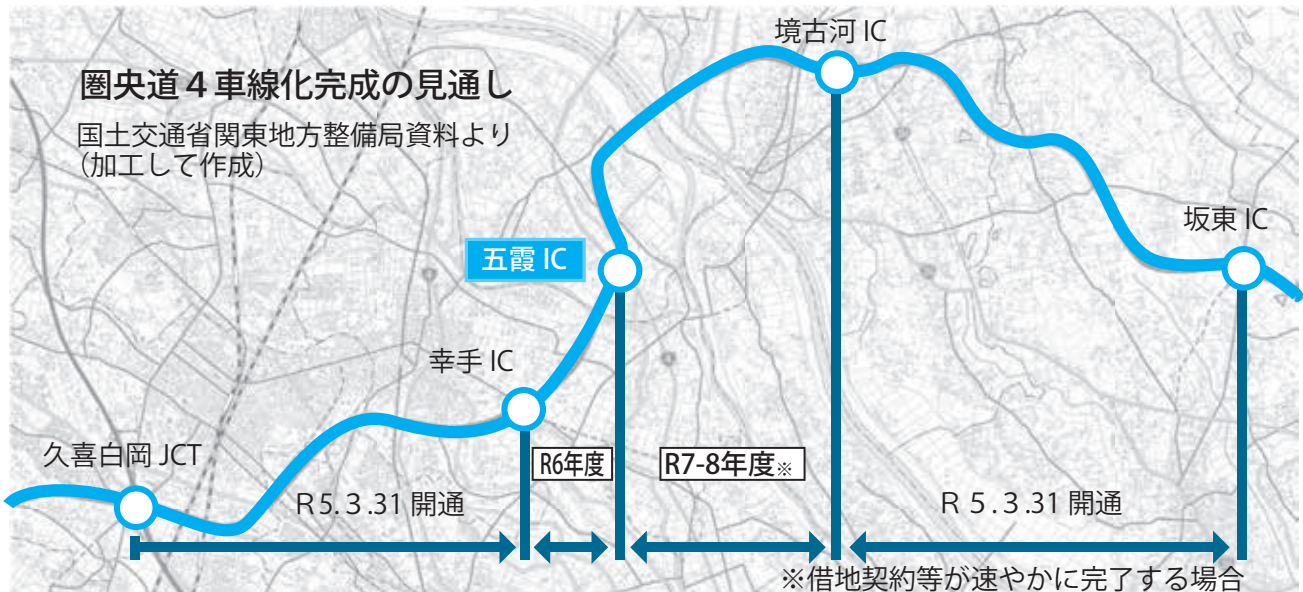 境古河 IC
圏央道４車線化完成の見通し
国土交通省関東地方整備局資料より
（加工して作成）
坂東 IC
五霞 IC
幸手 IC
久喜白岡 JCT
R6年度
R7-8年度※
R 5. 3 .31 開通
R 5 . 3 .31 開通
※借地契約等が速やかに完了する場合